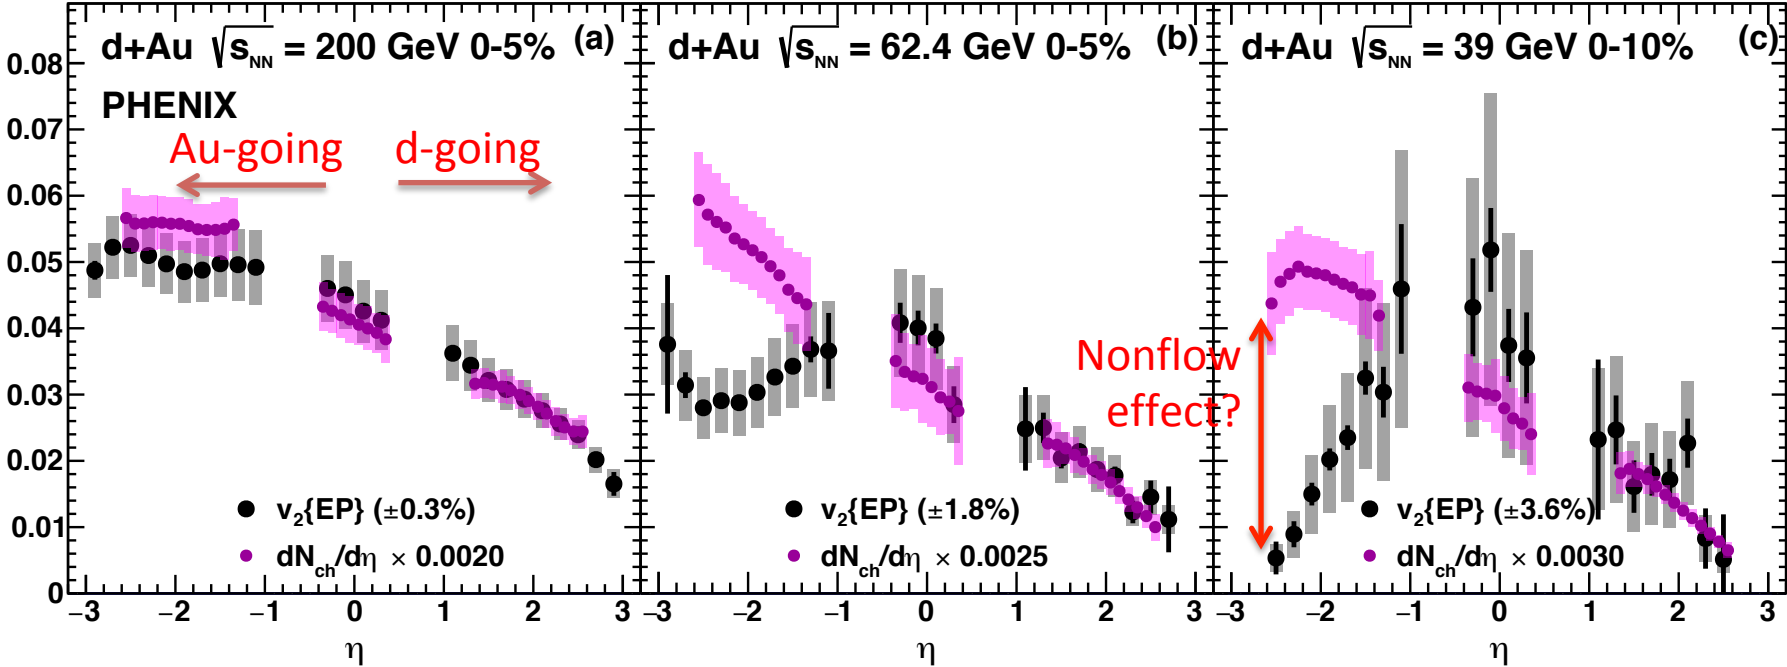 d+Au √s_NN = 200 GeV 0-5% (a)
PHENIX
Au-going d-going
v₂{EP} (±0.3%)
dN_ch/dη × 0.0020
d+Au √s_NN = 62.4 GeV 0-5% (b)
v₂{EP} (±1.8%)
dN_ch/dη × 0.0025
d+Au √s_NN = 39 GeV 0-10% (c)
Nonflow
effect?
v₂{EP} (±3.6%)
dN_ch/dη × 0.0030
0.08
0.07
0.06
0.05
0.04
0.03
0.02
0.01
0
−3 −2 −1 0 1 2 3
η
−3 −2 −1 0 1 2 3
η
−3 −2 −1 0 1 2 3
η